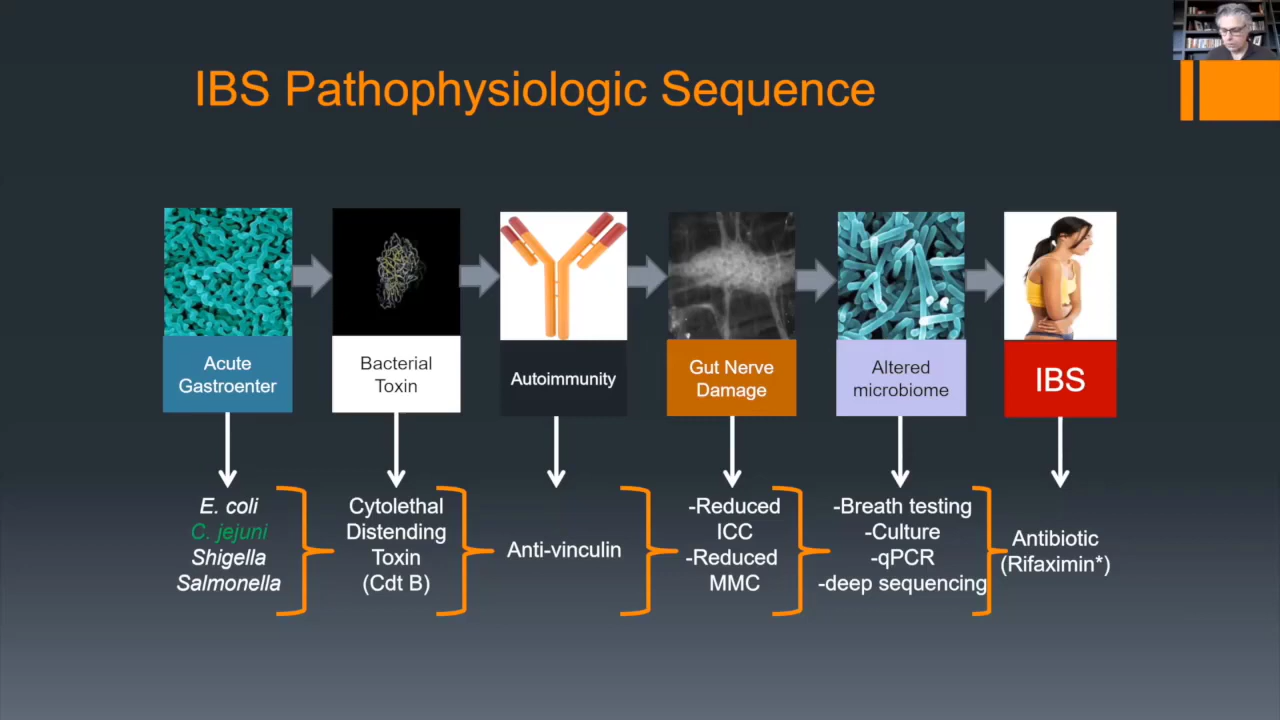 IBS Pathophysiologic Sequence
Acute
Gastroenter
Bacterial
Toxin
Autoimmunity
Gut Nerve
Damage
Altered
microbiome
IBS
E. coli
C. jejuni
Shigella
Salmonella
Cytolethal
Distending
Toxin
(Cdt B)
Anti-vinculin
-Reduced
ICC
-Reduced
MMC
-Breath testing
-Culture
-qPCR
-deep sequencing
Antibiotic
(Rifaximin*)